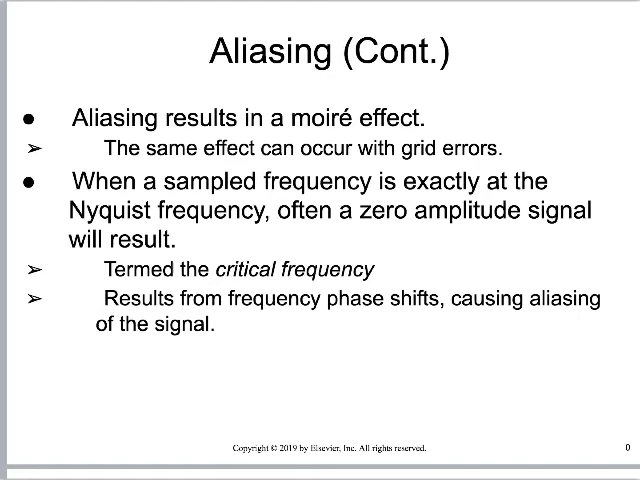 Aliasing (Cont.)
● Aliasing results in a moiré effect.
➢ The same effect can occur with grid errors.
● When a sampled frequency is exactly at the
Nyquist frequency, often a zero amplitude signal
will result.
➢ Termed the critical frequency
➢ Results from frequency phase shifts, causing aliasing
of the signal.
Copyright © 2019 by Elsevier, Inc. All rights reserved.
0